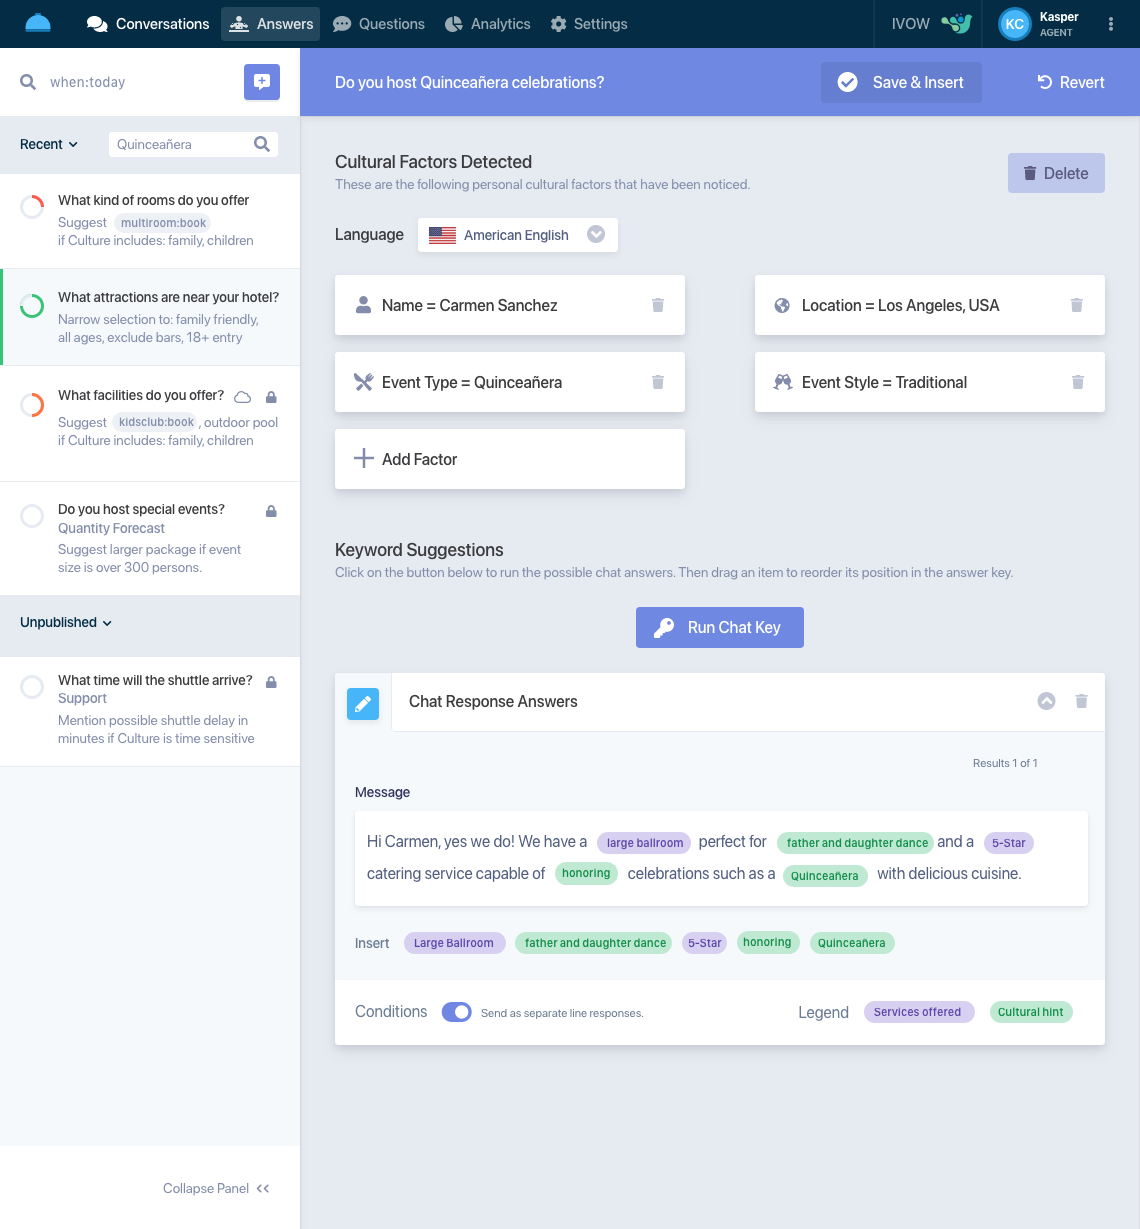 Conversations Answers Questions Analytics Settings IVOW KC Kasper
AGENT
when:today
Do you host Quinceañera celebrations? Save & Insert Revert
Recent Quinceañera
What kind of rooms do you offer
Suggest multiroom:book
if Culture includes: family, children
What attractions are near your hotel?
Narrow selection to: family friendly,
all ages, exclude bars, 18+ entry
What facilities do you offer?
Suggest kidsclub:book , outdoor pool
if Culture includes: family, children
Do you host special events?
Quantity Forecast
Suggest larger package if event
size is over 300 persons.
Unpublished
What time will the shuttle arrive?
Support
Mention possible shuttle delay in
minutes if Culture is time sensitive
Collapse Panel
Cultural Factors Detected
These are the following personal cultural factors that have been noticed.
Delete
Language American English
Name = Carmen Sanchez Location = Los Angeles, USA
Event Type = Quinceañera Event Style = Traditional
Add Factor
Keyword Suggestions
Click on the button below to run the possible chat answers. Then drag an item to reorder its position in the answer key.
Run Chat Key
Chat Response Answers
Results 1 of 1
Message
Hi Carmen, yes we do! We have a large ballroom perfect for father and daughter dance and a 5-Star
catering service capable of honoring celebrations such as a Quinceañera with delicious cuisine.
Insert Large Ballroom father and daughter dance 5-Star honoring Quinceañera
Conditions Send as separate line responses. Legend Services offered Cultural hint